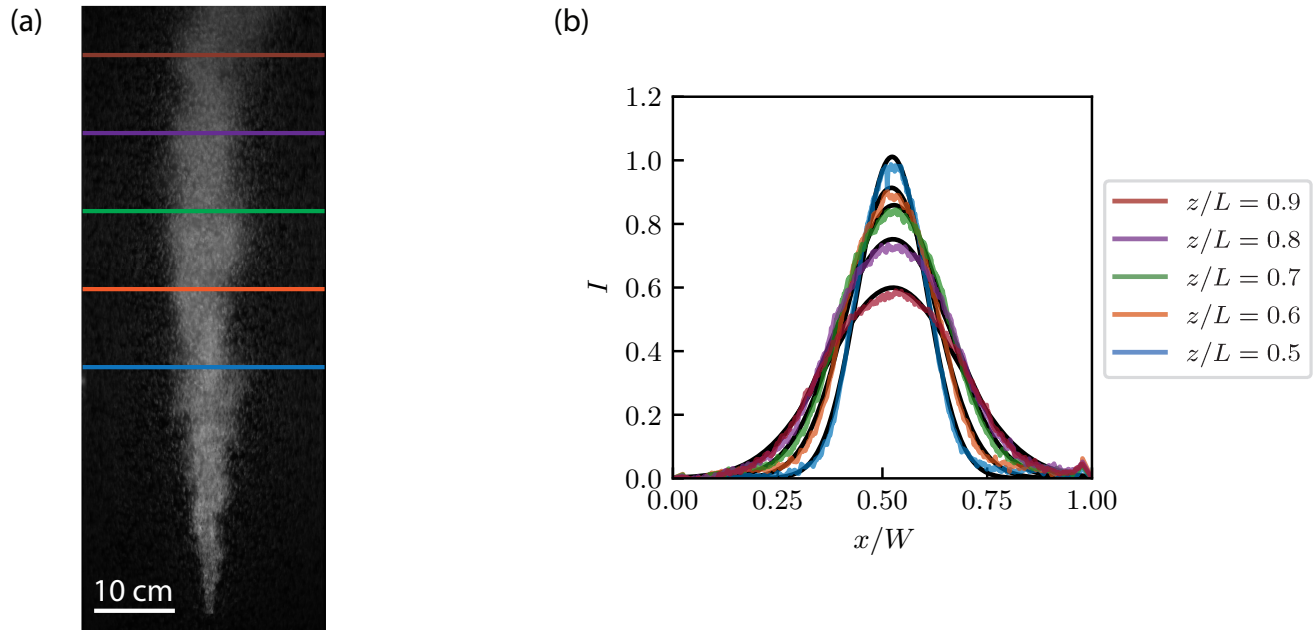 (a)
10 cm
(b)
1.2
1.0
0.8
0.6
0.4
0.2
0.0
I
0.00 0.25 0.50 0.75 1.00
x/W
z/L = 0.9
z/L = 0.8
z/L = 0.7
z/L = 0.6
z/L = 0.5